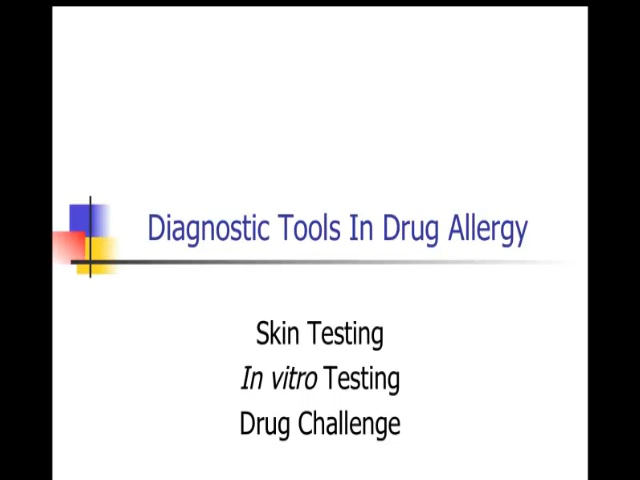 Diagnostic Tools In Drug Allergy
Skin Testing
In vitro Testing
Drug Challenge